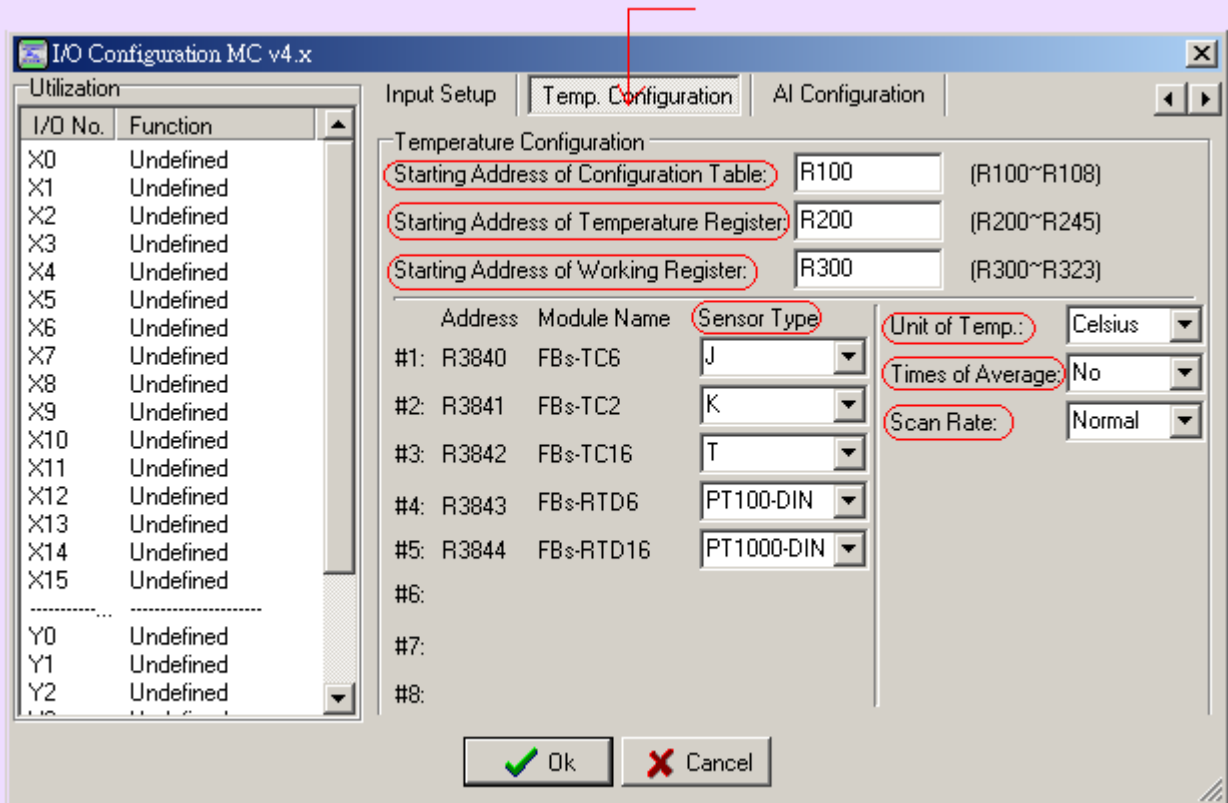 I/O Configuration MC v4.x
Utilization
I/O No. Function
X0 Undefined
X1 Undefined
X2 Undefined
X3 Undefined
X4 Undefined
X5 Undefined
X6 Undefined
X7 Undefined
X8 Undefined
X9 Undefined
X10 Undefined
X11 Undefined
X12 Undefined
X13 Undefined
X14 Undefined
X15 Undefined
-----------... ----------------------
Y0 Undefined
Y1 Undefined
Y2 Undefined
Input Setup Temp. Configuration AI Configuration
Temperature Configuration
Starting Address of Configuration Table: R100 (R100~R108)
Starting Address of Temperature Register: R200 (R200~R245)
Starting Address of Working Register: R300 (R300~R323)
Address Module Name Sensor Type
#1: R3840 FBs-TC6 J
#2: R3841 FBs-TC2 K
#3: R3842 FBs-TC16 T
#4: R3843 FBs-RTD6 PT100-DIN
#5: R3844 FBs-RTD16 PT1000-DIN
#6:
#7:
#8:
Unit of Temp.: Celsius
Times of Average: No
Scan Rate: Normal
Ok Cancel